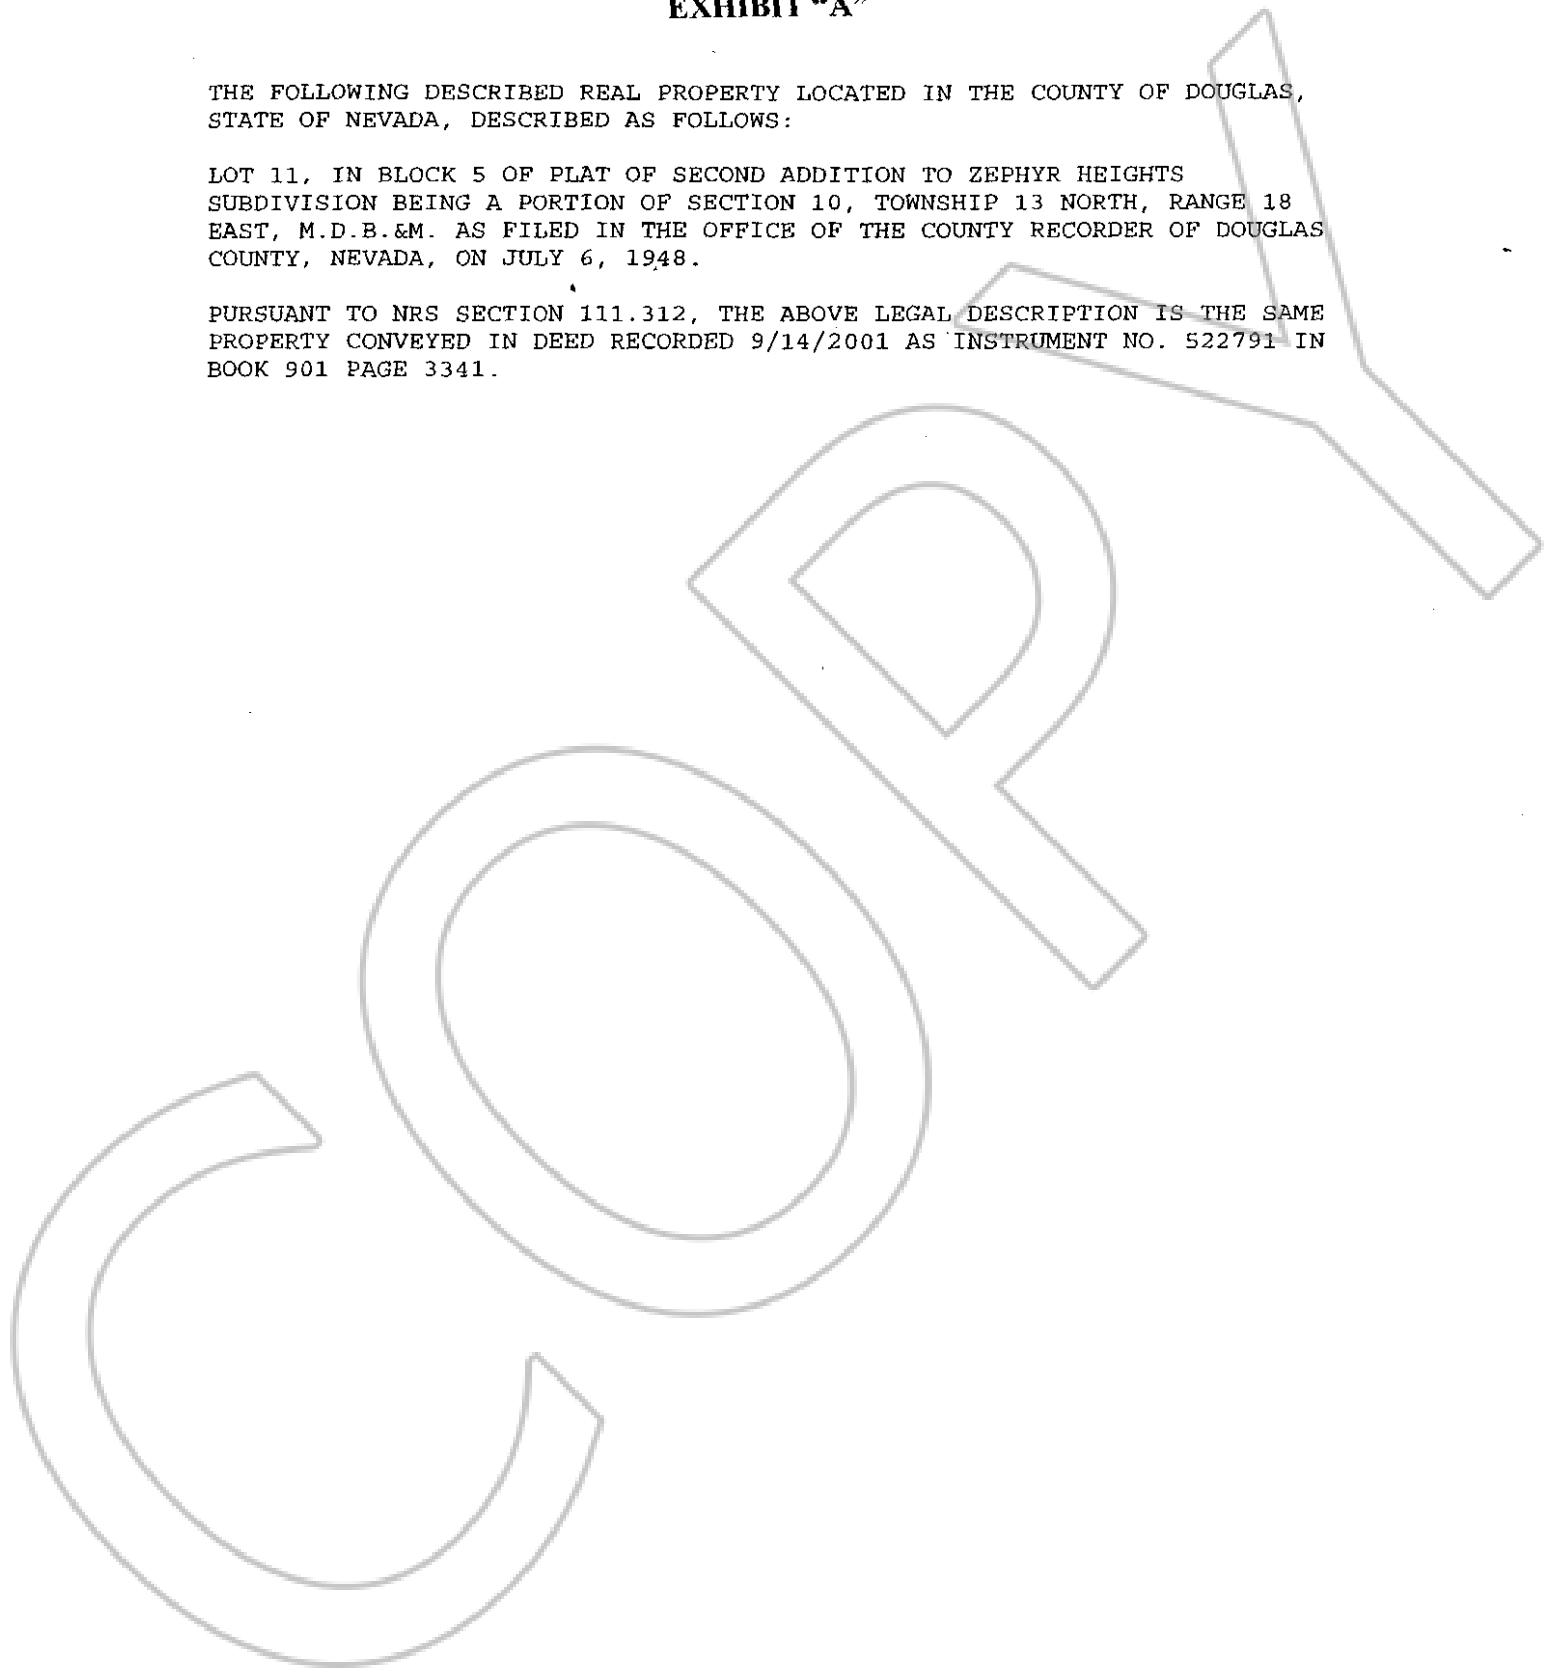 EXHIBIT "A"
THE FOLLOWING DESCRIBED REAL PROPERTY LOCATED IN THE COUNTY OF DOUGLAS,
STATE OF NEVADA, DESCRIBED AS FOLLOWS:
LOT 11, IN BLOCK 5 OF PLAT OF SECOND ADDITION TO ZEPHYR HEIGHTS
SUBDIVISION BEING A PORTION OF SECTION 10, TOWNSHIP 13 NORTH, RANGE 18
EAST, M.D.B.&M. AS FILED IN THE OFFICE OF THE COUNTY RECORDER OF DOUGLAS
COUNTY, NEVADA, ON JULY 6, 1948.
PURSUANT TO NRS SECTION 111.312, THE ABOVE LEGAL DESCRIPTION IS THE SAME
PROPERTY CONVEYED IN DEED RECORDED 9/14/2001 AS INSTRUMENT NO. 522791 IN
BOOK 901 PAGE 3341.
COPY